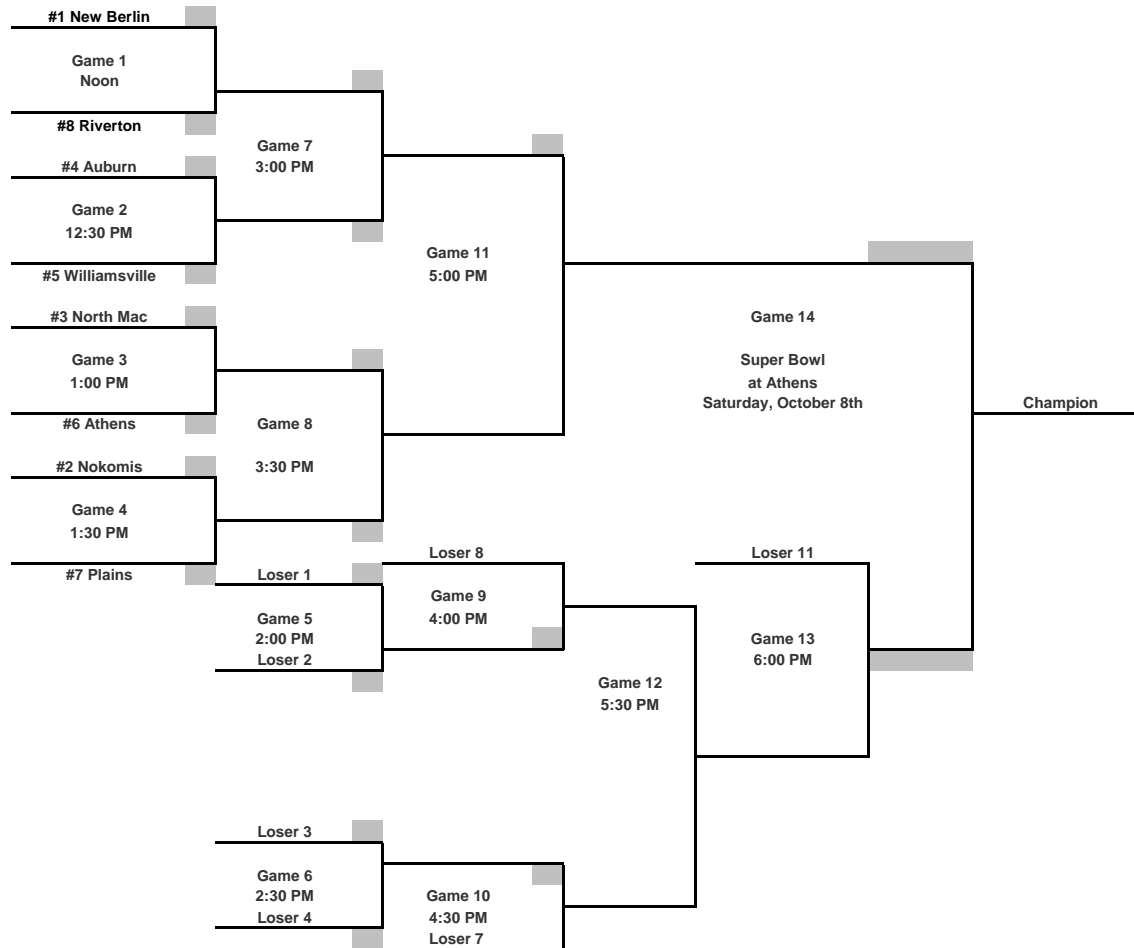 #1 New Berlin
Game 1
Noon
#8 Riverton
Game 7
3:00 PM
#4 Auburn
Game 2
12:30 PM
#5 Williamsville
Game 11
5:00 PM
#3 North Mac
Game 3
1:00 PM
#6 Athens
Game 8
3:30 PM
#2 Nokomis
Game 4
1:30 PM
#7 Plains
Game 14
Super Bowl
at Athens
Saturday, October 8th
Champion
Loser 1
Game 5
2:00 PM
Loser 2
Loser 8
Game 9
4:00 PM
Loser 11
Game 13
6:00 PM
Game 12
5:30 PM
Loser 3
Game 6
2:30 PM
Loser 4
Game 10
4:30 PM
Loser 7